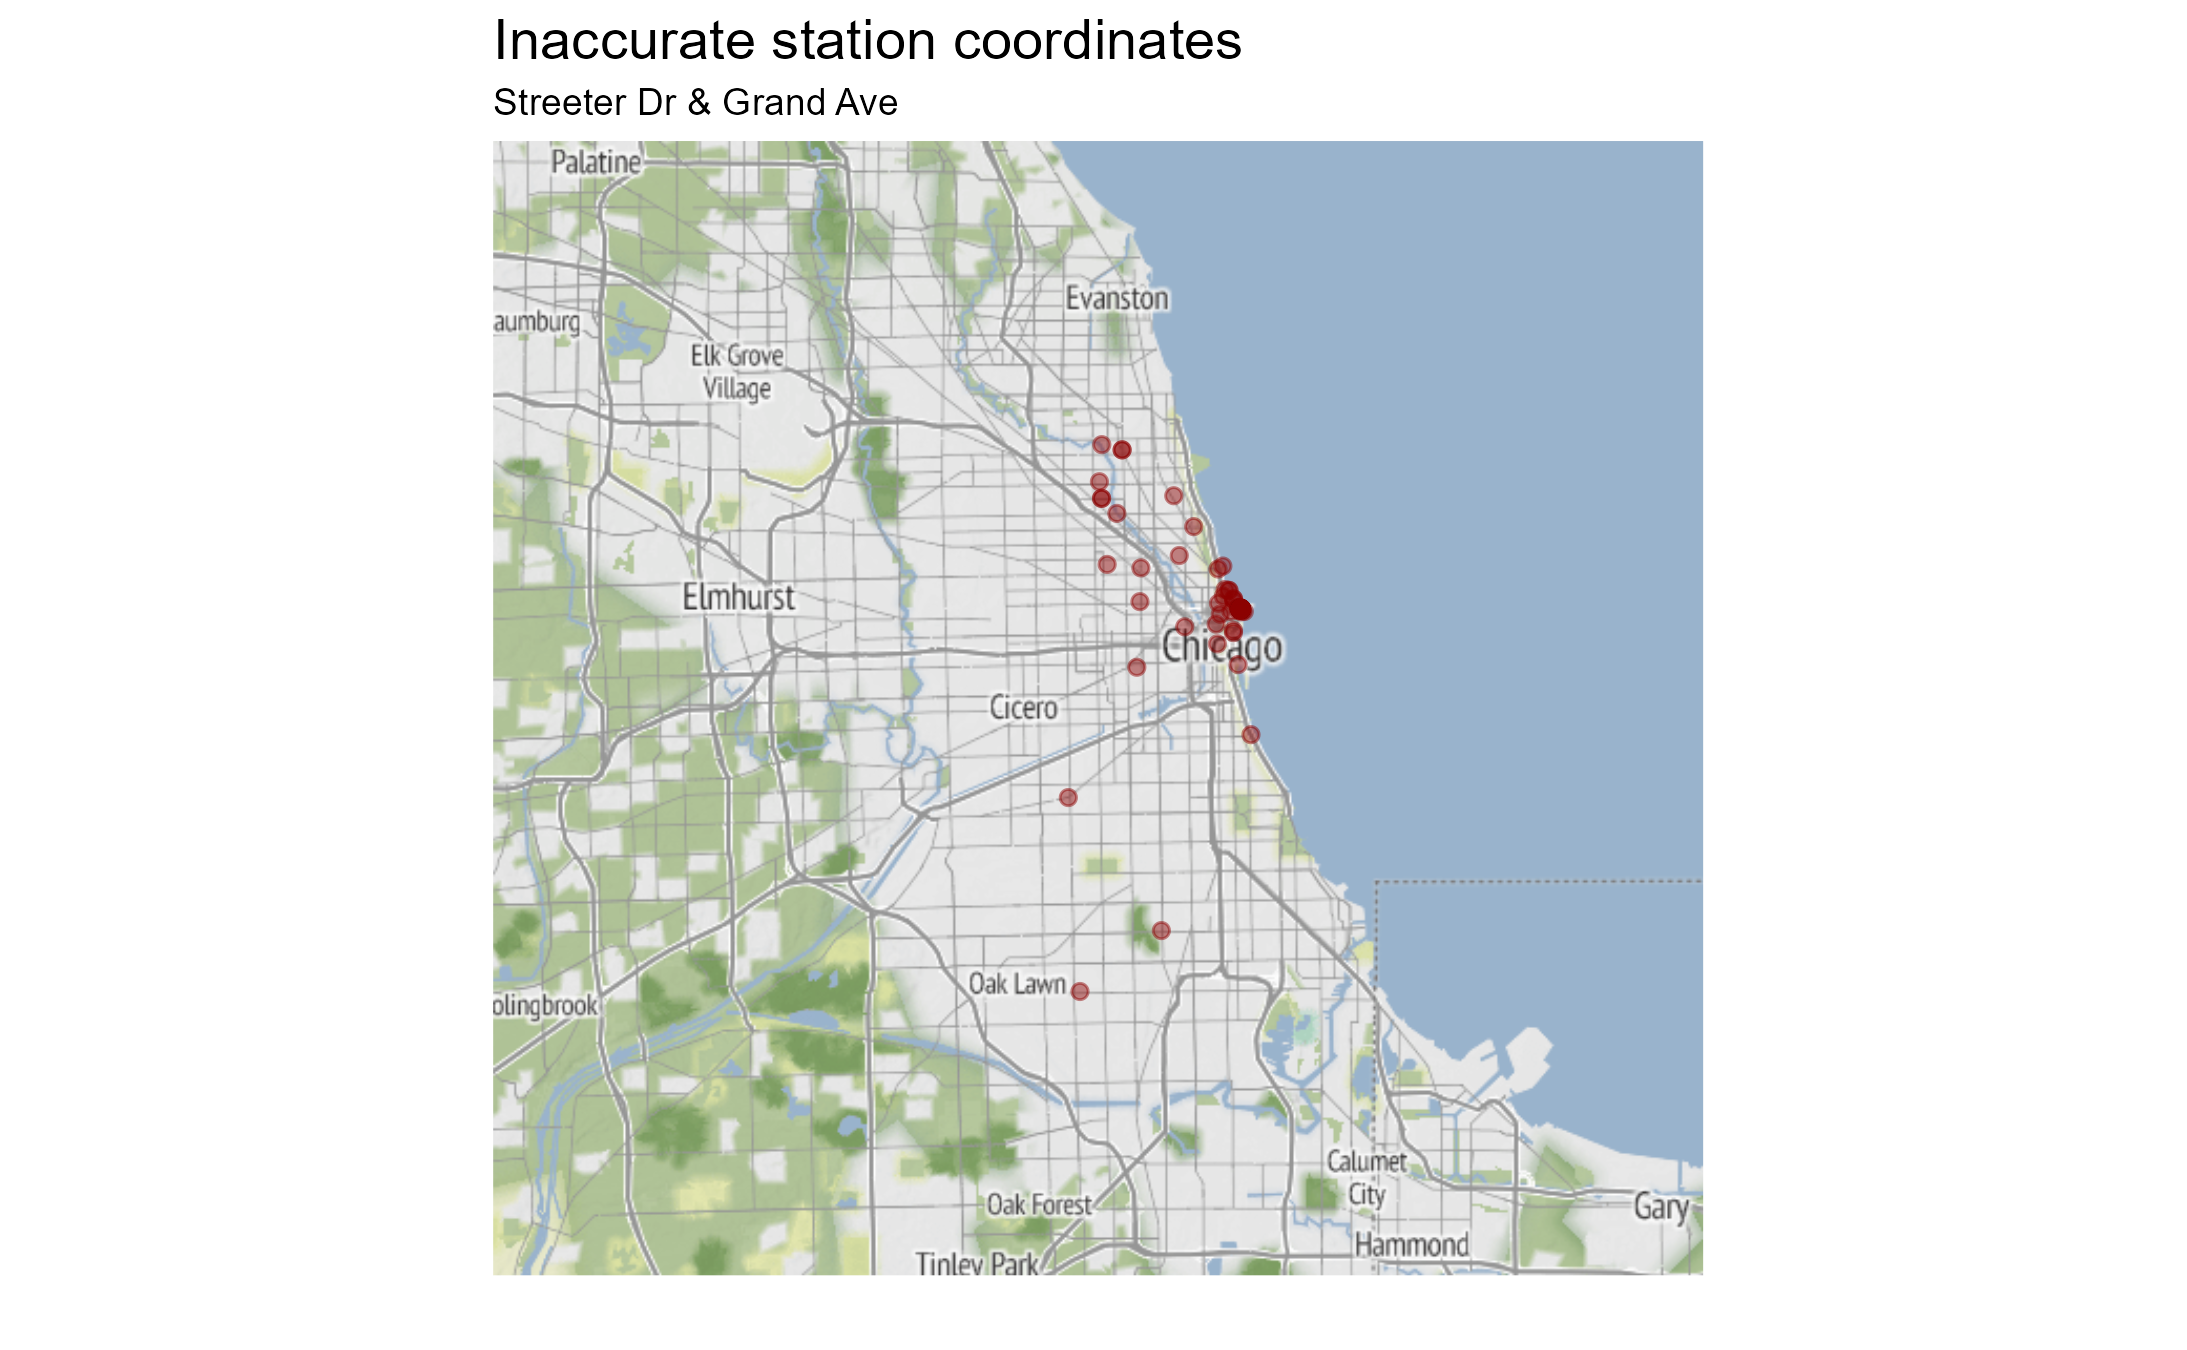 Inaccurate station coordinates
Streeter Dr & Grand Ave
Palatine
Evanston
aumburg
Elk Grove
Village
Elmhurst
Chicago
Cicero
Oak Lawn
olingbrook
Calumet
City
Oak Forest
Gary
Hammond
Tinley Park